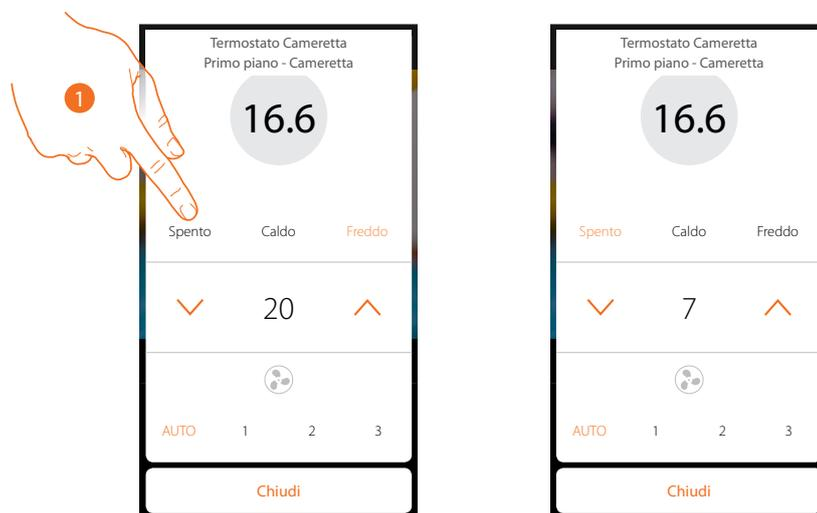 1
Termostato Cameretta
Primo piano - Cameretta
16.6
Spento Caldo Freddo
20
AUTO 1 2 3
Chiudi
Termostato Cameretta
Primo piano - Cameretta
16.6
Spento Caldo Freddo
7
AUTO 1 2 3
Chiudi